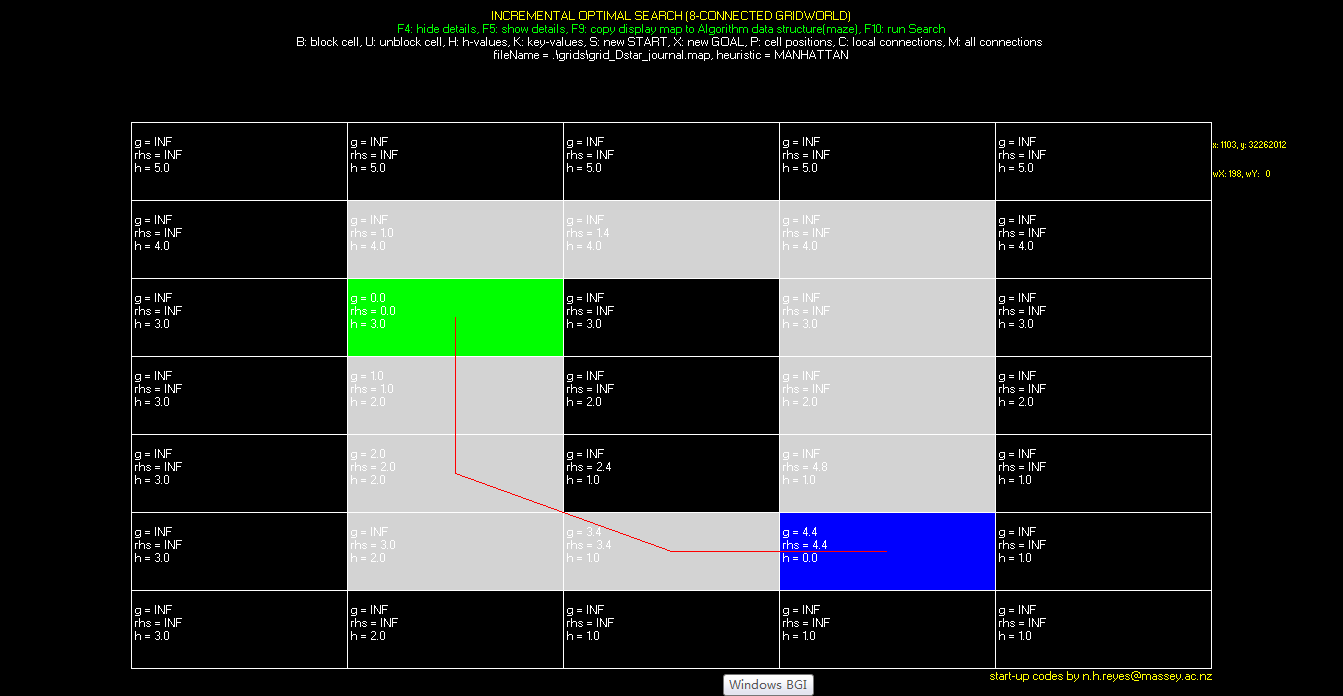 INCREMENTAL OPTIMAL SEARCH (8-CONNECTED GRIDWORLD)
F4: hide details, F5: show details, F9: copy display map to Algorithm data structure(maze), F10: run Search
B: block cell, U: unblock cell, H: h-values, K: key-values, S: new START, X: new GOAL, P: cell positions, C: local connections, M: all connections
fileName = .\grids\grid_Dstar_journal.map, heuristic = MANHATTAN
g = INF g = INF g = INF g = INF g = INF
x: 1103, y: 32262012
rhs = INF rhs = INF rhs = INF rhs = INF rhs = INF
h = 5.0 h = 5.0 h = 5.0 h = 5.0 h = 5.0
wX: 198, wY: 0
g = INF g = INF g = INF g = INF g = INF
rhs = INF rhs = 1.0 rhs = 1.4 rhs = INF rhs = INF
h = 4.0 h = 4.0 h = 4.0 h = 4.0 h = 4.0
g = INF g = 0.0 g = INF g = INF g = INF
rhs = INF rhs = 0.0 rhs = INF rhs = INF rhs = INF
h = 3.0 h = 3.0 h = 3.0 h = 3.0 h = 3.0
g = INF g = 1.0 g = INF g = INF g = INF
rhs = INF rhs = 1.0 rhs = INF rhs = INF rhs = INF
h = 3.0 h = 2.0 h = 2.0 h = 2.0 h = 2.0
g = INF g = 2.0 g = INF g = INF g = INF
rhs = INF rhs = 2.0 rhs = 2.4 rhs = 4.8 rhs = INF
h = 3.0 h = 2.0 h = 1.0 h = 1.0 h = 1.0
g = INF g = INF g = 3.4 g = 4.4 g = INF
rhs = INF rhs = 3.0 rhs = 3.4 rhs = 4.4 rhs = INF
h = 3.0 h = 2.0 h = 1.0 h = 0.0 h = 1.0
g = INF g = INF g = INF g = INF g = INF
rhs = INF rhs = INF rhs = INF rhs = INF rhs = INF
h = 3.0 h = 2.0 h = 1.0 h = 1.0 h = 1.0
start-up codes by n.h.reyes@massey.ac.nz
Windows BGI